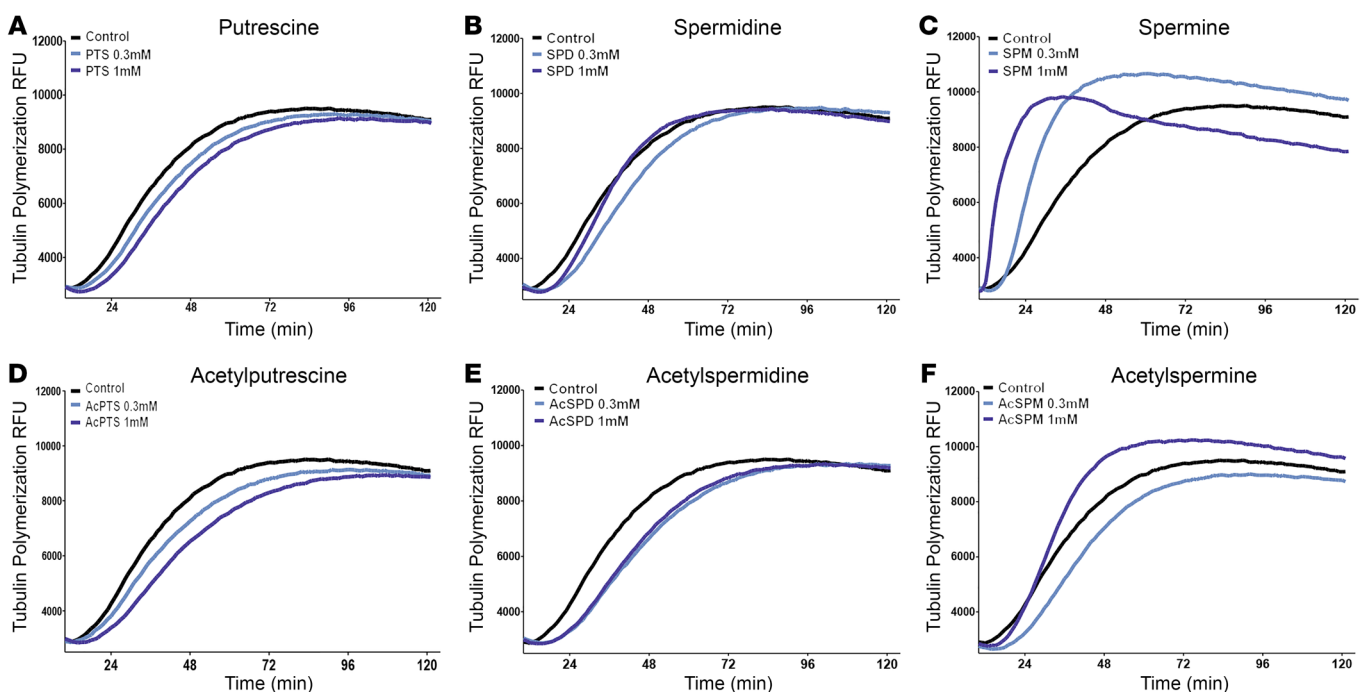 A
Putrescine
Control
PTS 0.3mM
PTS 1mM
12000
10000
8000
6000
4000
Tubulin Polymerization RFU
24 48 72 96 120
Time (min)
B
Spermidine
Control
SPD 0.3mM
SPD 1mM
12000
10000
8000
6000
4000
Tubulin Polymerization RFU
24 48 72 96 120
Time (min)
C
Spermine
Control
SPM 0.3mM
SPM 1mM
12000
10000
8000
6000
4000
Tubulin Polymerization RFU
24 48 72 96 120
Time (min)
D
Acetylputrescine
Control
AcPTS 0.3mM
AcPTS 1mM
12000
10000
8000
6000
4000
Tubulin Polymerization RFU
24 48 72 96 120
Time (min)
E
Acetylspermidine
Control
AcSPD 0.3mM
AcSPD 1mM
12000
10000
8000
6000
4000
Tubulin Polymerization RFU
24 48 72 96 120
Time (min)
F
Acetylspermine
Control
AcSPM 0.3mM
AcSPM 1mM
12000
10000
8000
6000
4000
Tubulin Polymerization RFU
24 48 72 96 120
Time (min)